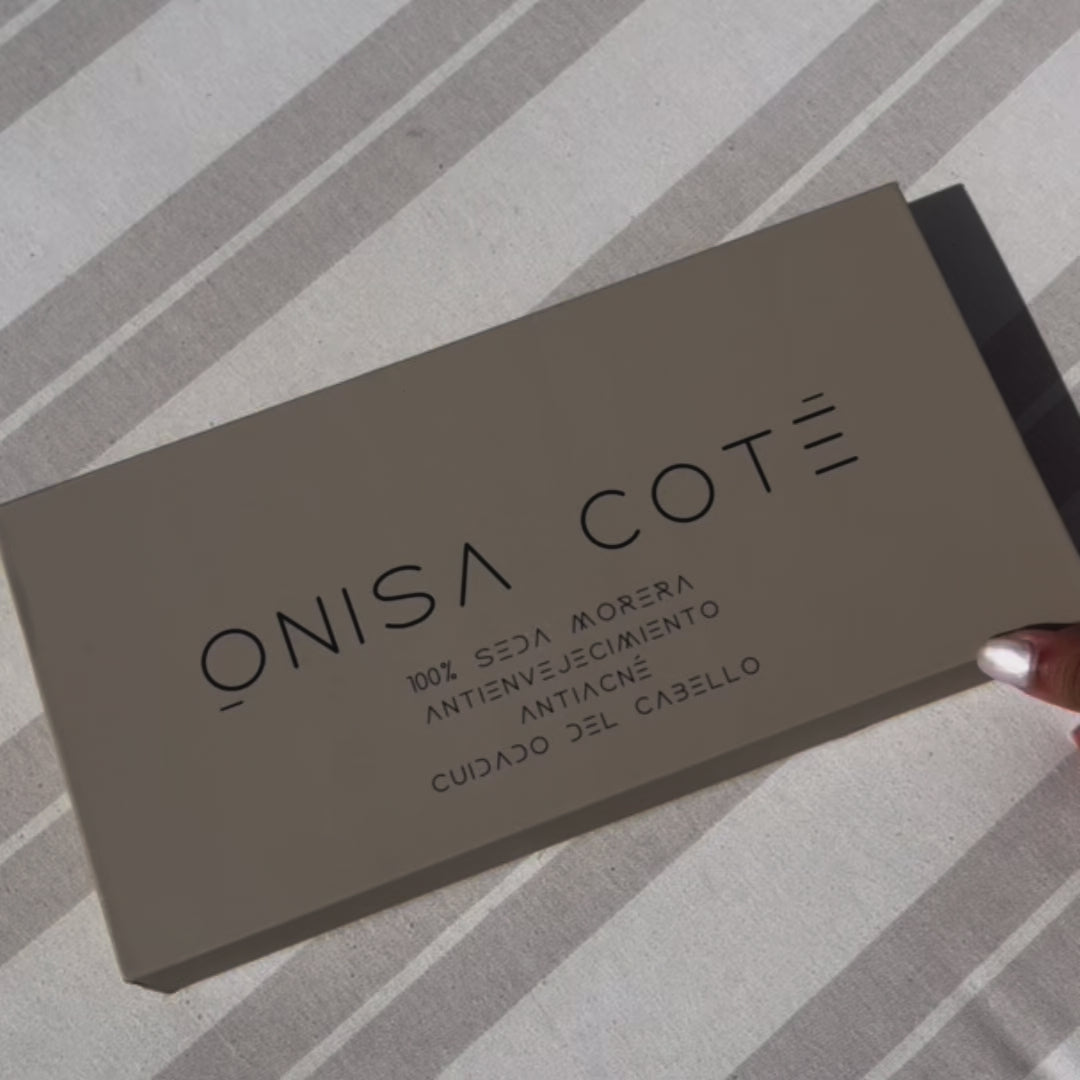 ONISA COTĒ
100% SEDA MORERA
ANTIENVEJECIMIENTO
ANTIACNÉ
CUIDADO DEL CABELLO